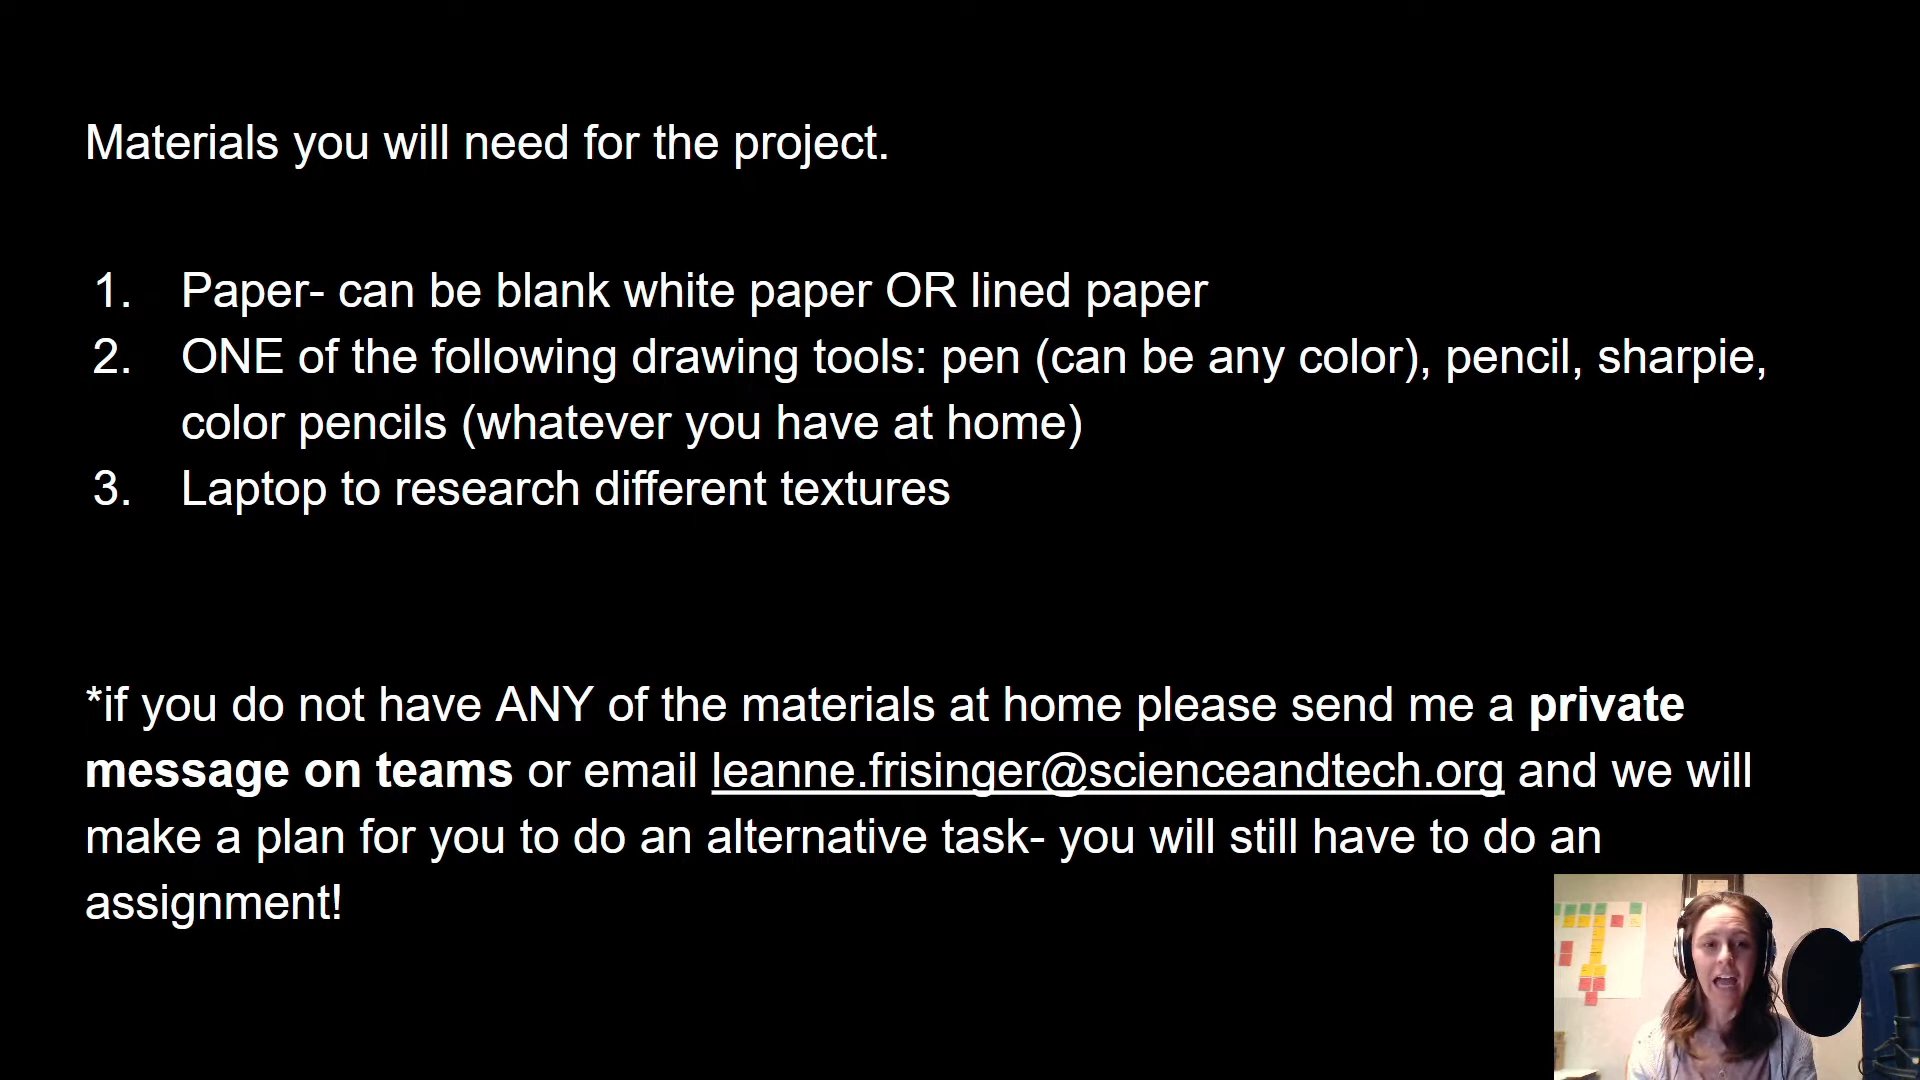 Materials you will need for the project.
1. Paper- can be blank white paper OR lined paper
2. ONE of the following drawing tools: pen (can be any color), pencil, sharpie,
color pencils (whatever you have at home)
3. Laptop to research different textures
*if you do not have ANY of the materials at home please send me a private
message on teams or email leanne.frisinger@scienceandtech.org and we will
make a plan for you to do an alternative task- you will still have to do an
assignment!